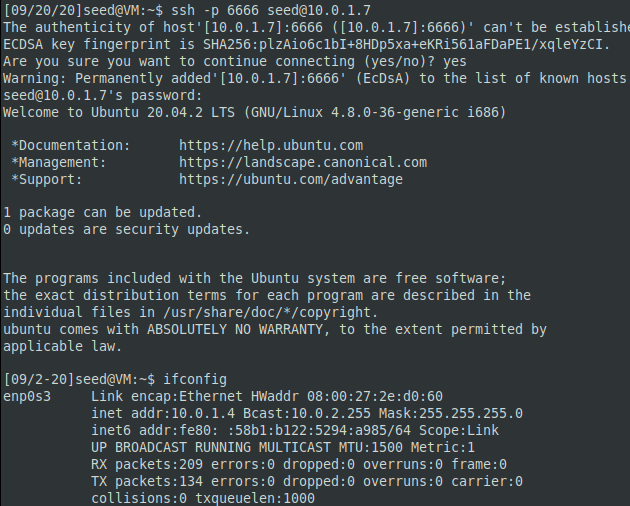 [09/20/20]seed@VM:~$ ssh -p 6666 seed@10.0.1.7
The authenticity of host'[10.0.1.7]:6666 ([10.0.1.7]:6666)' can't be establishe
ECDSA key fingerprint is SHA256:plzAio6c1bI+8HDp5xa+eKRi561aFDaPE1/xqleYzCI.
Are you sure you want to continue connecting (yes/no)? yes
Warning: Permanently added'[10.0.1.7]:6666' (EcDsA) to the list of known hosts
seed@10.0.1.7's password:
Welcome to Ubuntu 20.04.2 LTS (GNU/Linux 4.8.0-36-generic i686)
*Documentation: https://help.ubuntu.com
*Management: https://landscape.canonical.com
*Support: https://ubuntu.com/advantage
1 package can be updated.
0 updates are security updates.
The programs included with the Ubuntu system are free software;
the exact distribution terms for each program are described in the
individual files in /usr/share/doc/*/copyright.
ubuntu comes with ABSOLUTELY NO WARRANTY, to the extent permitted by
applicable law.
[09/2-20]seed@VM:~$ ifconfig
enp0s3 Link encap:Ethernet HWaddr 08:00:27:2e:d0:60
inet addr:10.0.1.4 Bcast:10.0.2.255 Mask:255.255.255.0
inet6 addr:fe80: :58b1:b122:5294:a985/64 Scope:Link
UP BROADCAST RUNNING MULTICAST MTU:1500 Metric:1
RX packets:209 errors:0 dropped:0 overruns:0 frame:0
TX packets:134 errors:0 dropped:0 overruns:0 carrier:0
collisions:0 txqueuelen:1000